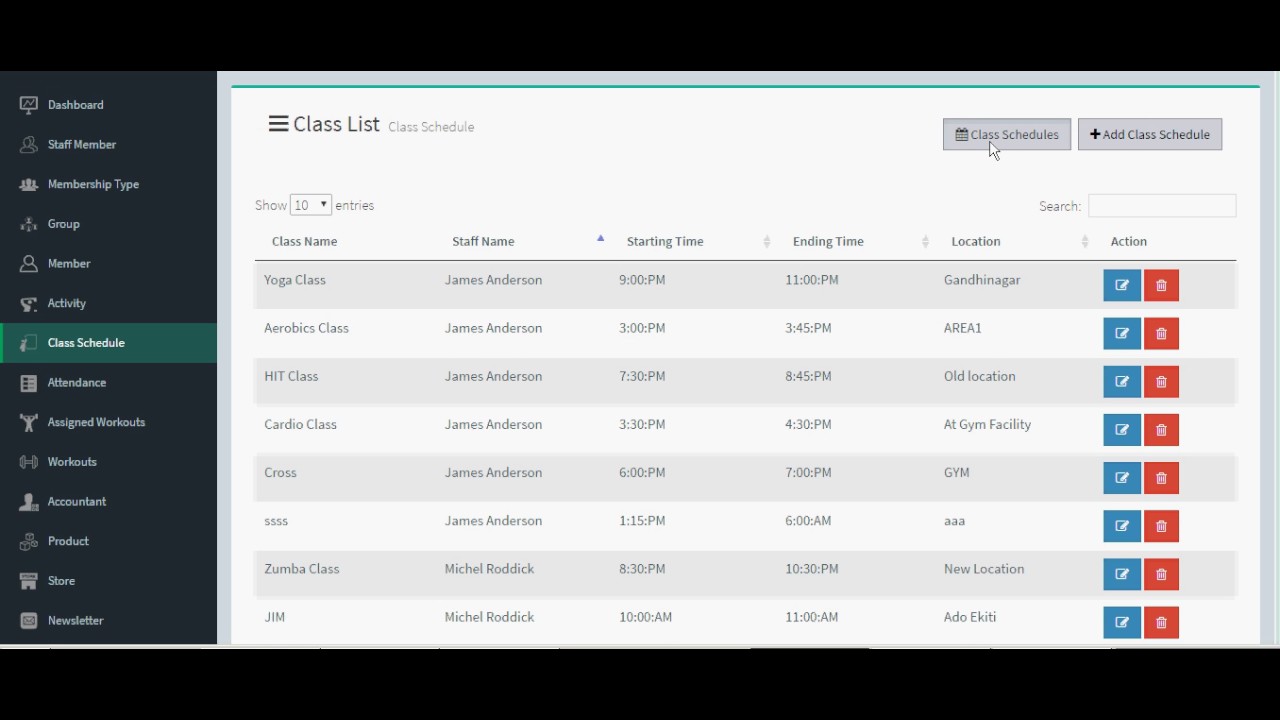 Dashboard
Staff Member
Membership Type
Group
Member
Activity
Class Schedule
Attendance
Assigned Workouts
Workouts
Accountant
Product
Store
Newsletter
Class List Class Schedule
Class Schedules
Add Class Schedule
Show 10 entries
Search:
Class Name Staff Name Starting Time Ending Time Location Action
Yoga Class James Anderson 9:00:PM 11:00:PM Gandhinagar
Aerobics Class James Anderson 3:00:PM 3:45:PM AREA1
HIT Class James Anderson 7:30:PM 8:45:PM Old location
Cardio Class James Anderson 3:30:PM 4:30:PM At Gym Facility
Cross James Anderson 6:00:PM 7:00:PM GYM
ssss James Anderson 1:15:PM 6:00:AM aaa
Zumba Class Michel Roddick 8:30:PM 10:30:PM New Location
JIM Michel Roddick 10:00:AM 11:00:AM Ado Ekiti